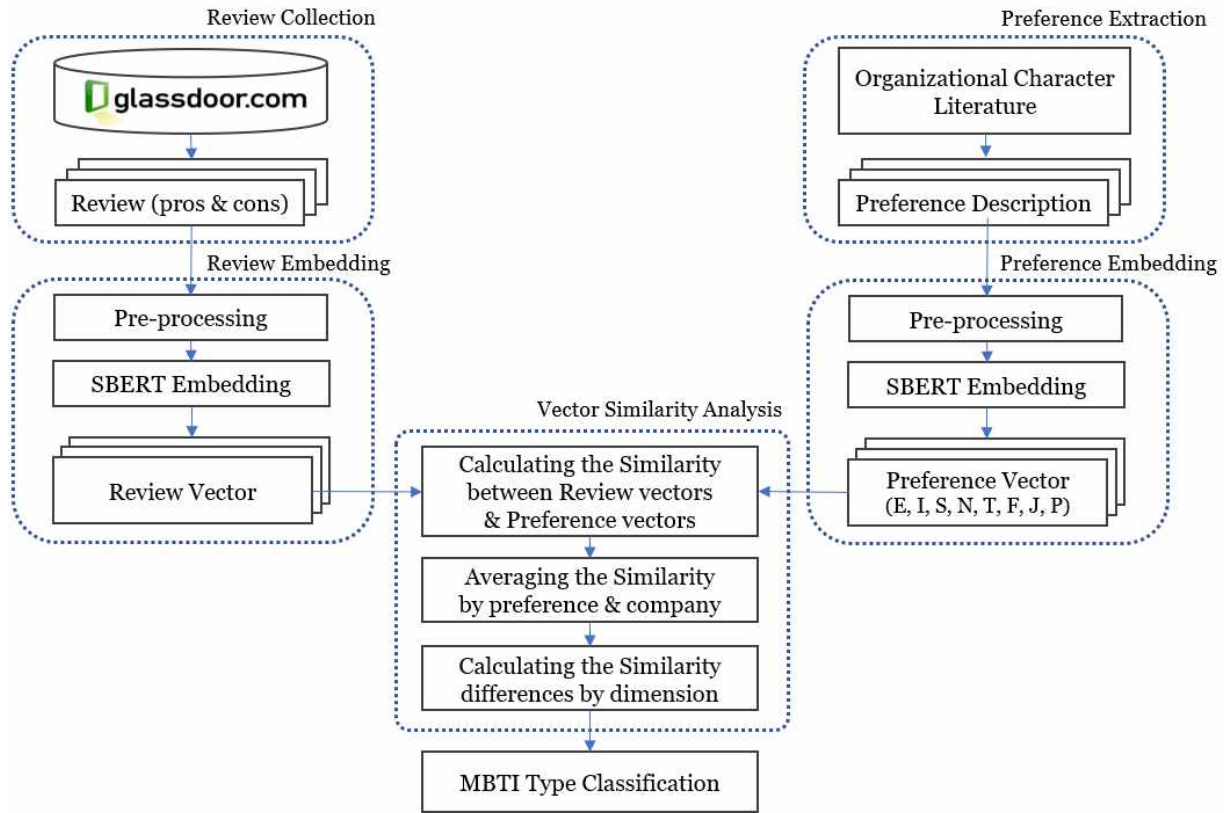 Review Collection
glassdoor.com
Review (pros & cons)
Review Embedding
Pre-processing
SBERT Embedding
Review Vector
Preference Extraction
Organizational Character
Literature
Preference Description
Preference Embedding
Pre-processing
SBERT Embedding
Preference Vector
(E, I, S, N, T, F, J, P)
Vector Similarity Analysis
Calculating the Similarity
between Review vectors
& Preference vectors
Averaging the Similarity
by preference & company
Calculating the Similarity
differences by dimension
MBTI Type Classification